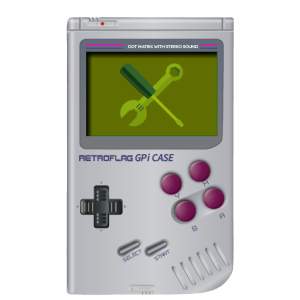 DOT MATRIX WITH STEREO SOUND
RETROFLAG GPi CASE
X
Y
A
B
SELECT
START